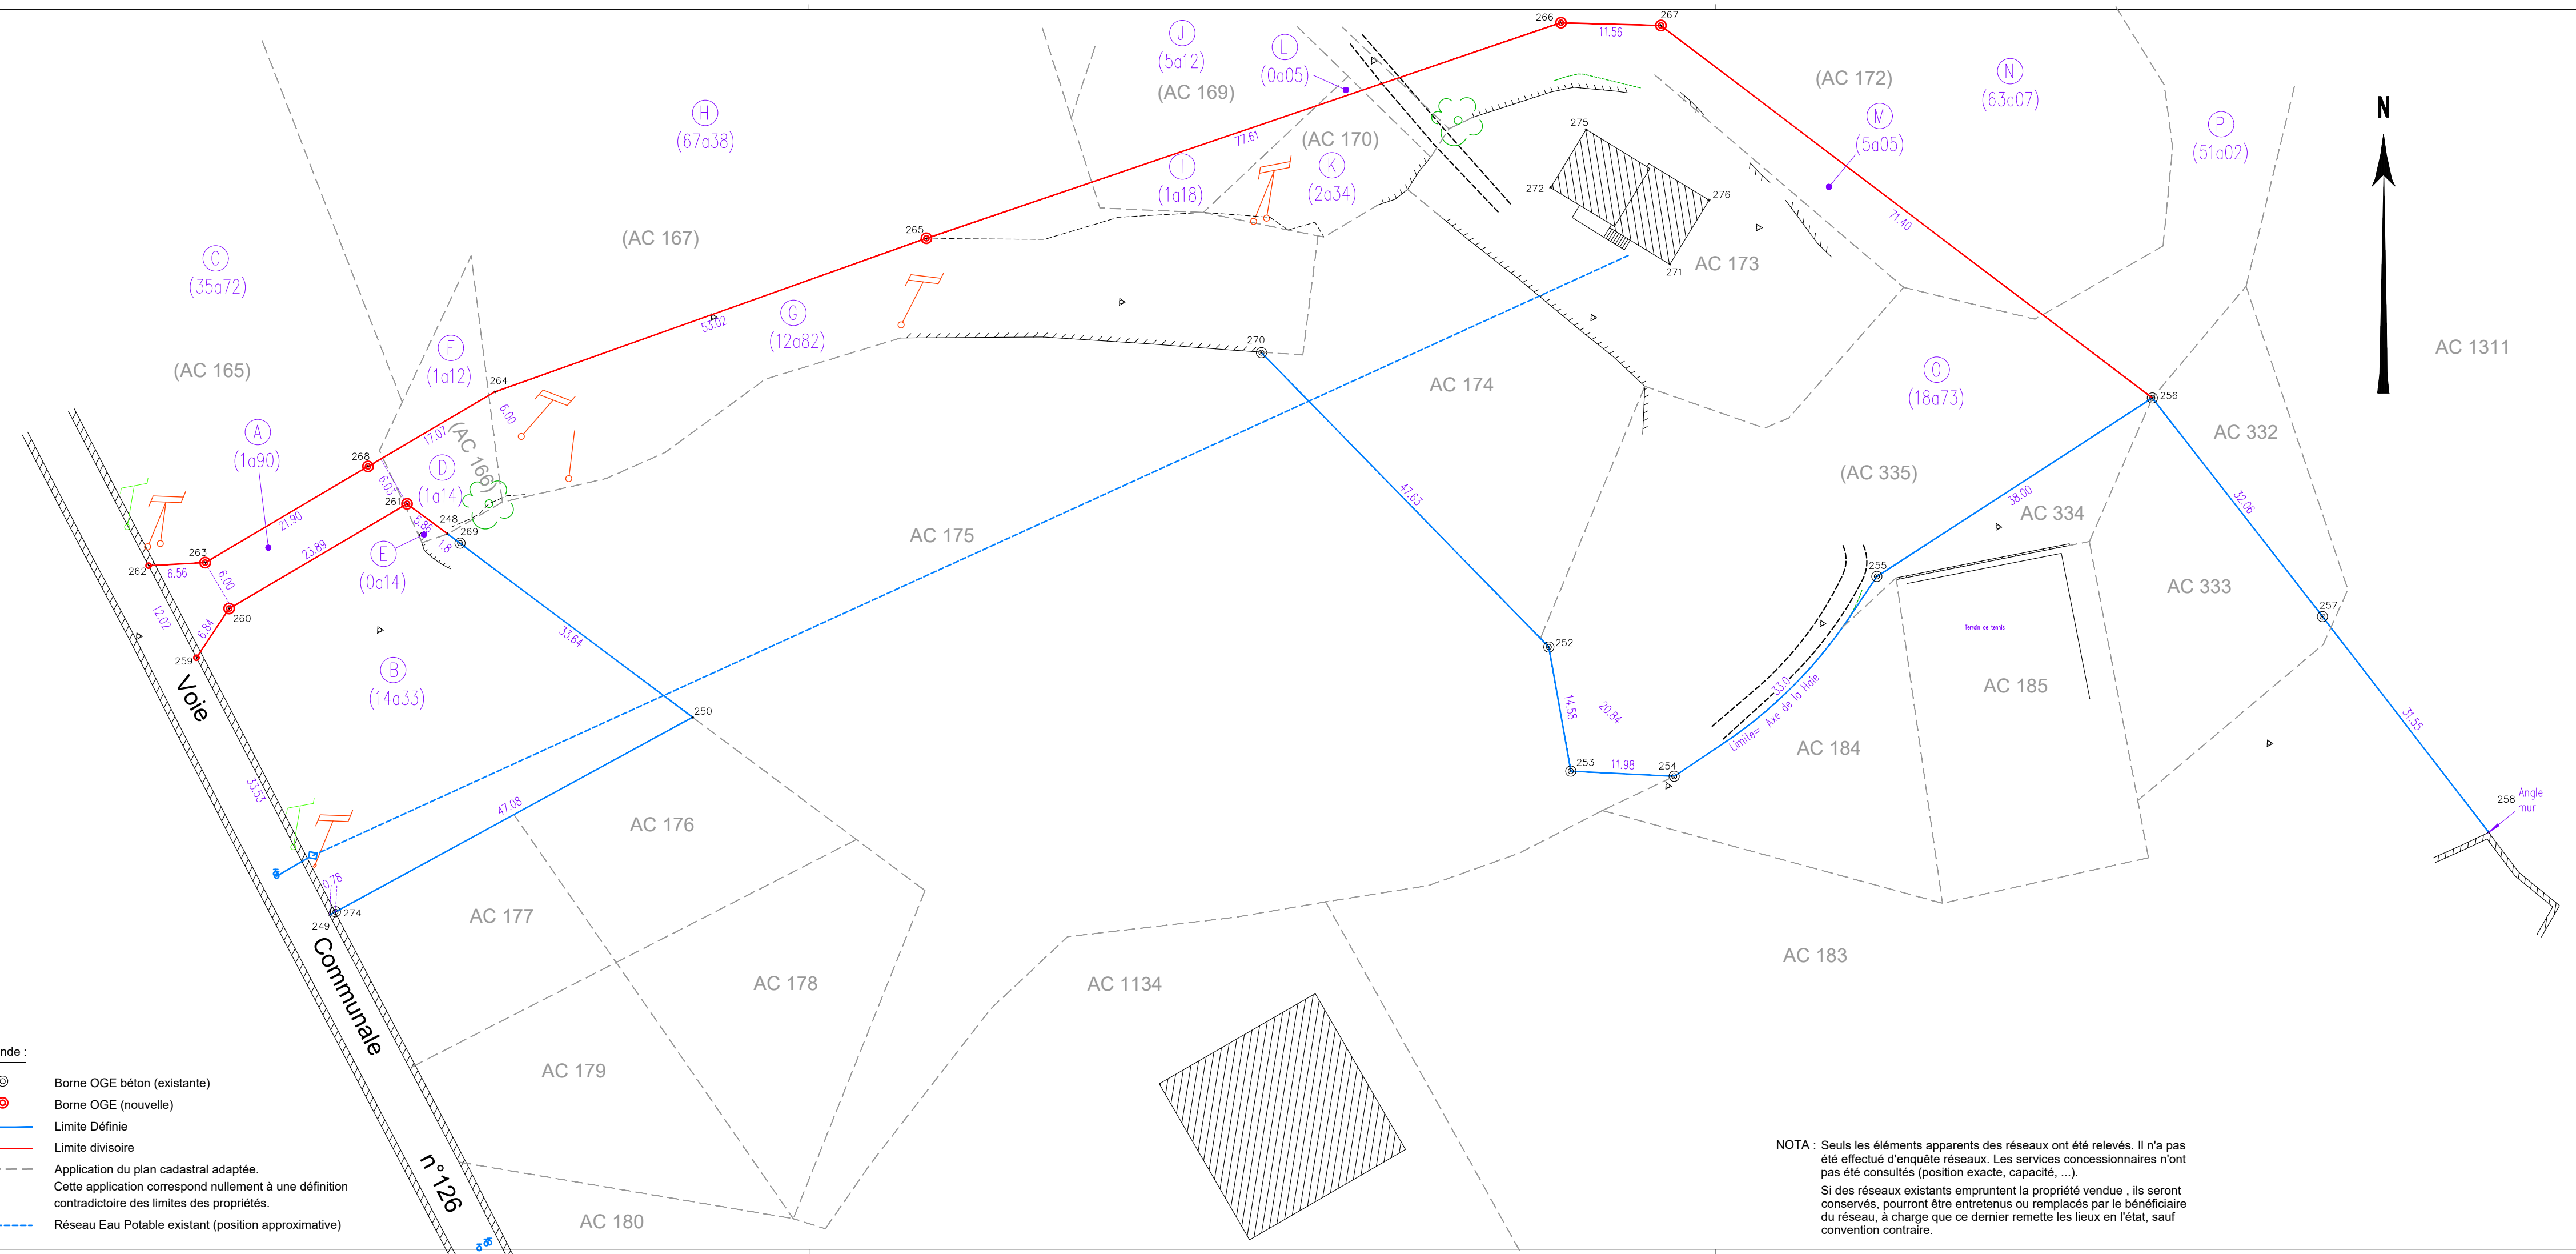 266
267
11.56
J
(5a12)
(AC 169)
L
(0a05)
(AC 172)
N
(63a07)
M
(5a05)
P
(51a02)
N
H
(67a38)
77.61
(AC 170)
I
(1a18)
K
(2a34)
275
272
276
271
AC 173
71.40
C
(35a72)
(AC 167)
265
53.02
G
(12a82)
270
AC 174
AC 1311
(AC 165)
F
(1a12)
264
6.00
(AC 166)
17.07
O
(18a73)
256
AC 332
A
(1a90)
268
6.03
D
(1a14)
261
5.86
248
269
1.8
47.63
(AC 335)
38.00
32.06
AC 334
AC 175
21.90
23.89
E
(0a14)
263
262
6.56
6.00
260
12.02
6.84
259
255
AC 333
257
33.64
Terrain de tennis
252
B
(14a33)
Voie
250
14.58
20.84
33.0
Limite= Axe de la Haie
AC 185
31.55
253
11.98
254
AC 184
33.53
47.08
AC 176
258
Angle
mur
0.78
274
249
AC 177
Communale
AC 178
AC 1134
AC 183
AC 179
n°126
AC 180
nde :
Borne OGE béton (existante)
Borne OGE (nouvelle)
Limite Définie
Limite divisoire
Application du plan cadastral adaptée.
Cette application correspond nullement à une définition
contradictoire des limites des propriétés.
Réseau Eau Potable existant (position approximative)
NOTA : Seuls les éléments apparents des réseaux ont été relevés. Il n'a pas
été effectué d'enquête réseaux. Les services concessionnaires n'ont
pas été consultés (position exacte, capacité, ...).
Si des réseaux existants empruntent la propriété vendue , ils seront
conservés, pourront être entretenus ou remplacés par le bénéficiaire
du réseau, à charge que ce dernier remette les lieux en l'état, sauf
convention contraire.